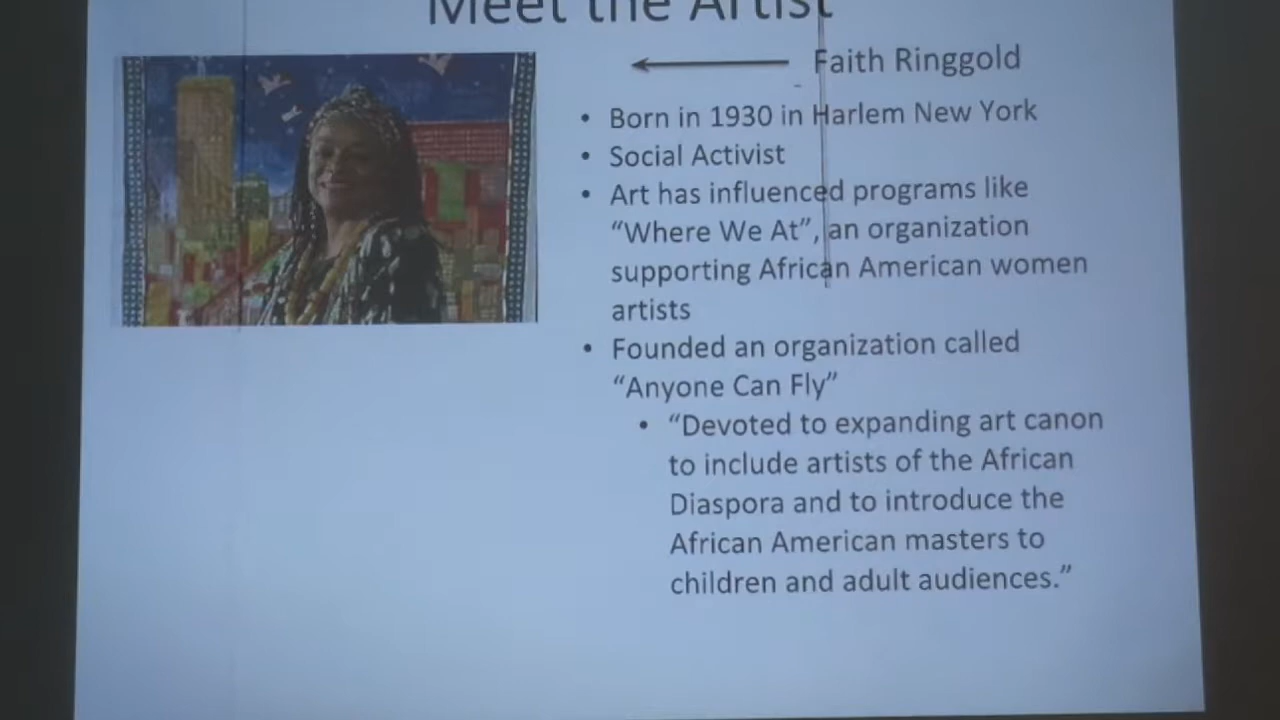 Meet the Artist
Faith Ringgold
• Born in 1930 in Harlem New York
• Social Activist
• Art has influenced programs like
“Where We At”, an organization
supporting African American women
artists
• Founded an organization called
“Anyone Can Fly”
• “Devoted to expanding art canon
to include artists of the African
Diaspora and to introduce the
African American masters to
children and adult audiences.”